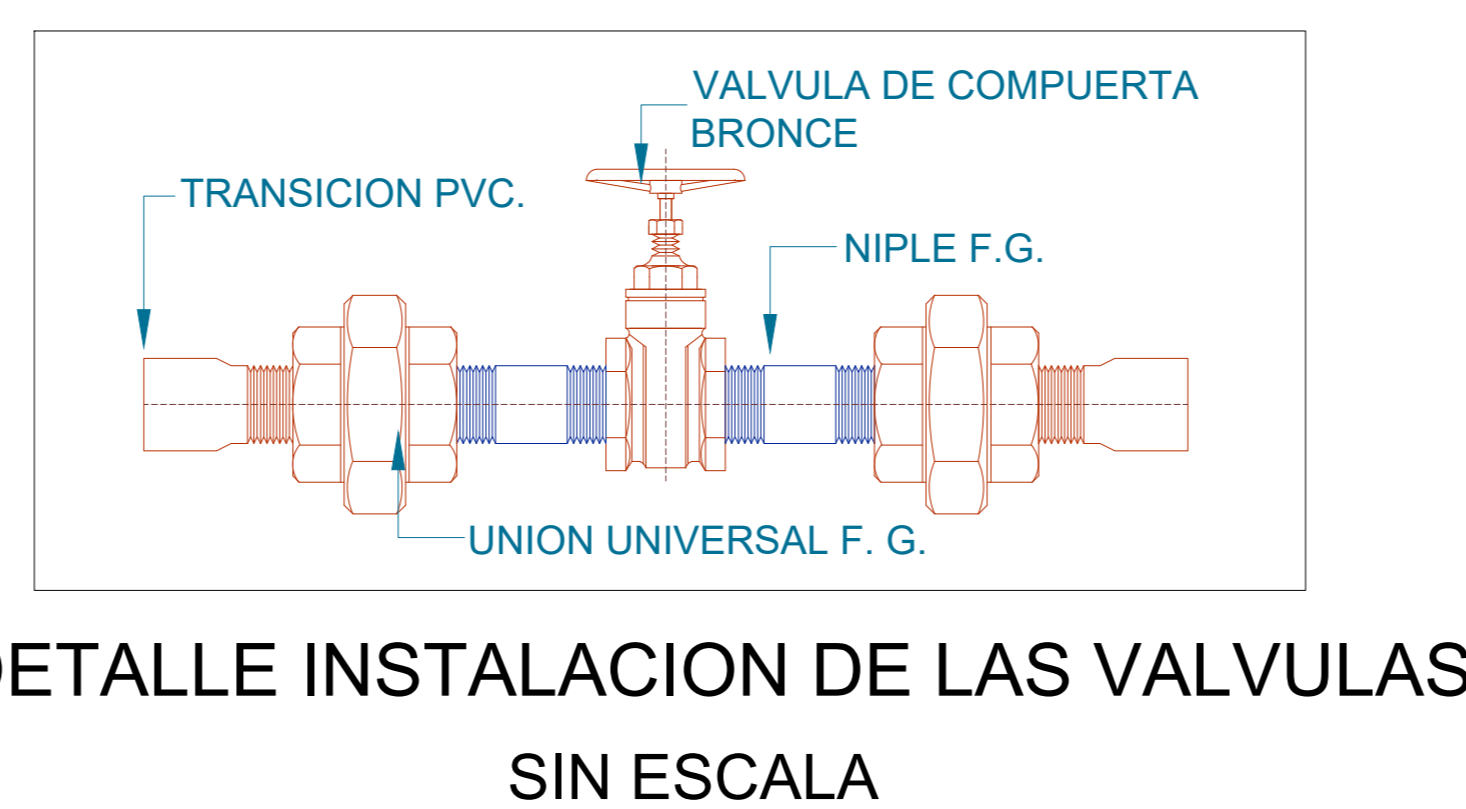 VALVULA DE COMPUERTA
BRONCE
TRANSICION PVC.
NIPLE F.G.
UNION UNIVERSAL F. G.
DETALLE INSTALACION DE LAS VALVULAS
SIN ESCALA